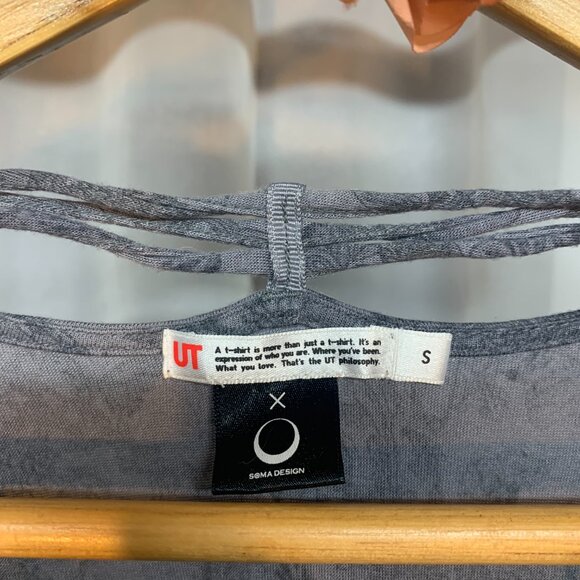 UT
A t-shirt is more than just a t-shirt. It's an
expression of who you are. Where you've been.
What you love. That's the UT philosophy.
S
×
SOMA DESIGN